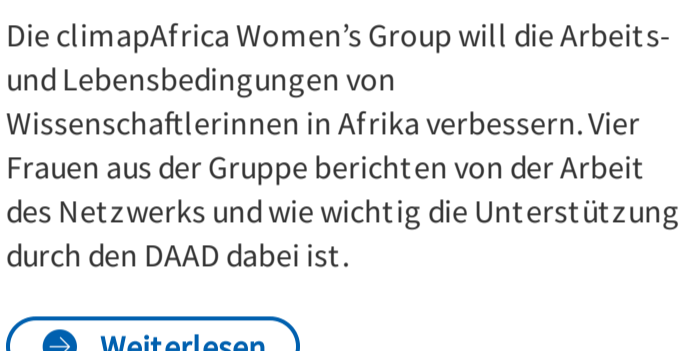 Die climapAfrica Women’s Group will die Arbeits-
und Lebensbedingungen von
Wissenschaftlerinnen in Afrika verbessern. Vier
Frauen aus der Gruppe berichten von der Arbeit
des Netzwerks und wie wichtig die Unterstützung
durch den DAAD dabei ist.
Weiterlesen